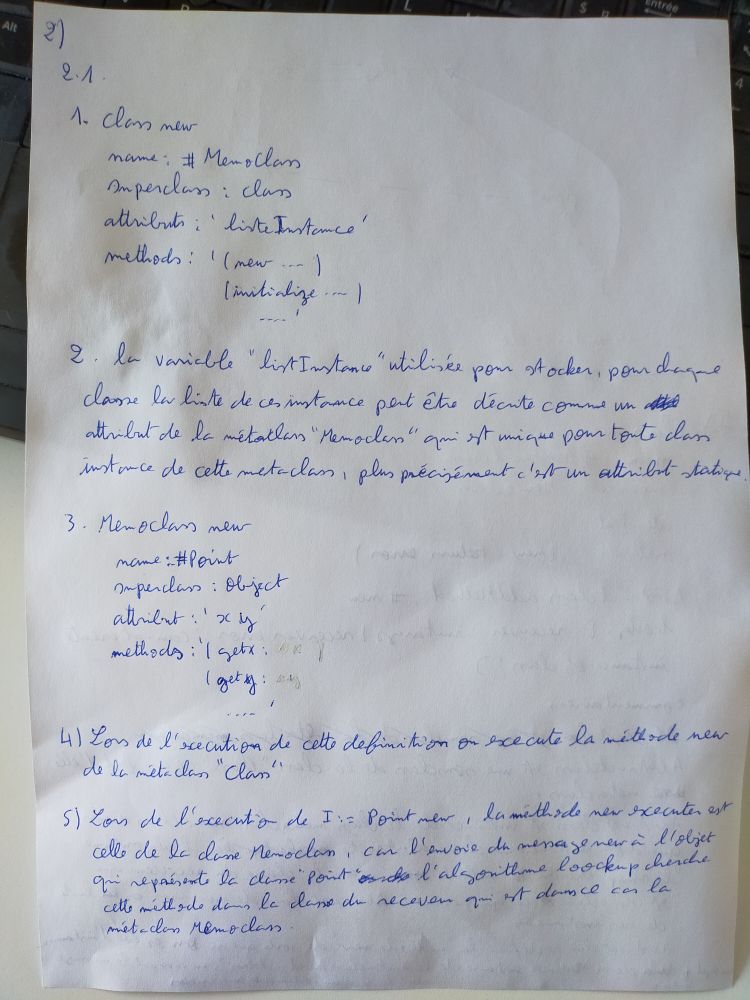 2)
2.1.
1. Class new
name: # MemoClass
superclass : class
attributs : 'listeInstance'
methods : '(new ....)
(initialize ....)
....'
2. la variable "listInstance" utilisée pour stocker, pour chaque
classe la liste de ces instance peut être décrite comme un
attribut de la métatlass "Memoclass" qui est unique pour toute class
instance de cette metaclass, plus précisément c'est un attribut statique.
3. Memoclass new
name: #Point
superclass : Object
attribut : 'x y'
methods : '( getx :
( gety :
....'
4) Lors de l'execution de cette definition on execute la méthode new
de la métaclass "Class"
5) Lors de l'execution de I := Point new, la méthode new executer est
celle de la classe Memoclass, car l'envoie du message new à l'objet
qui représente la classe "Point" l'algorithme loockup cherche
cette méthode dans la classe du receveur qui est dans ce cas la
métaclass Memoclass.